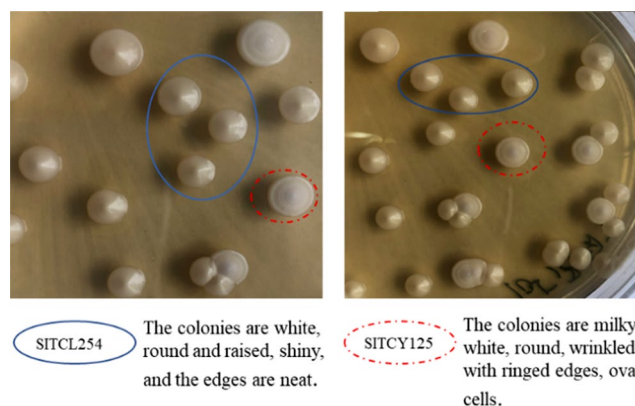 SITCL254
The colonies are white,
round and raised, shiny,
and the edges are neat.
SITCY125
The colonies are milky
white, round, wrinkled
with ringed edges, ova
cells.